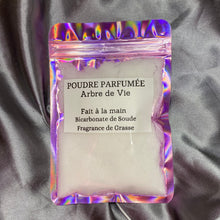 POUDRE PARFUMÉE
Arbre de Vie
Fait à la main
Bicarbonate de Soude
Fragrance de Grasse